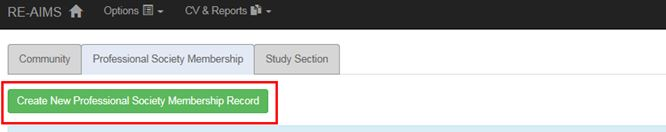 RE-AIMS Options CV & Reports
Community Professional Society Membership Study Section
Create New Professional Society Membership Record